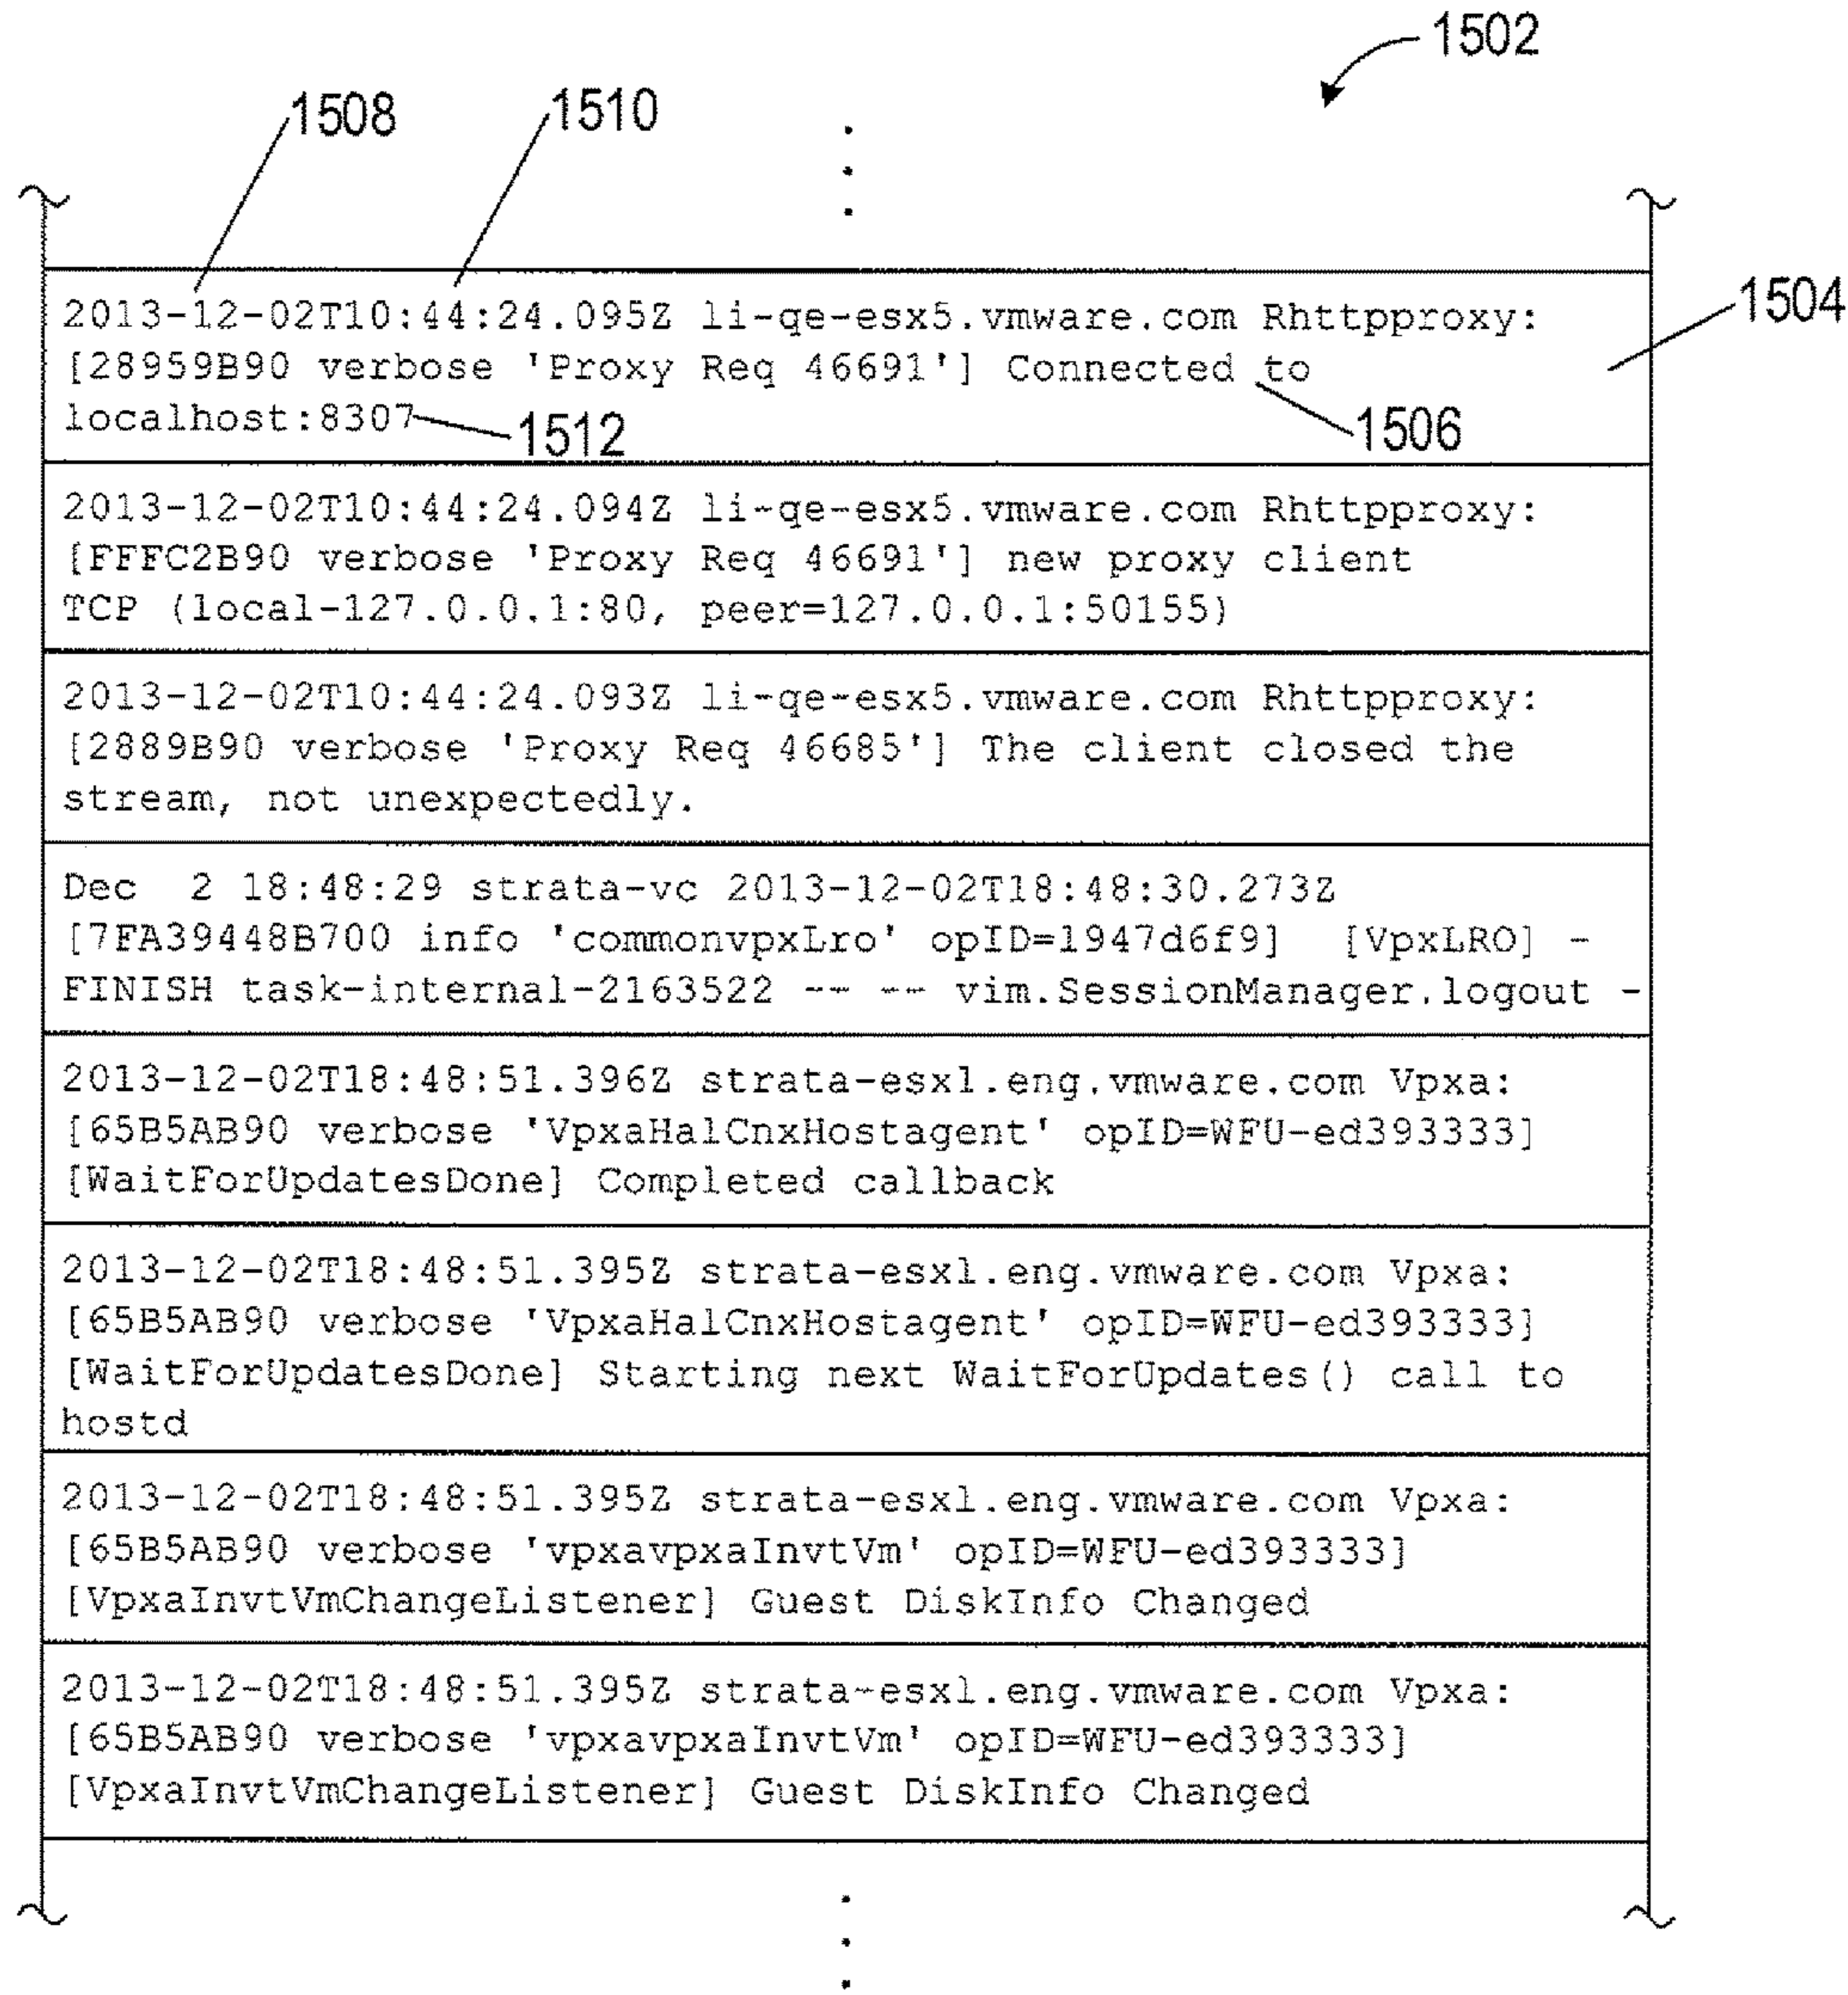 1502
1508
1510
2013-12-02T10:44:24.095Z li-qe-esx5.vmware.com Rhttpproxy:
1504
[28959B90 verbose 'Proxy Req 46691'] Connected to
localhost:8307
1512
1506
2013-12-02T10:44:24.094Z li-qe-esx5.vmware.com Rhttpproxy:
[FFFC2B90 verbose 'Proxy Req 46691'] new proxy client
TCP (local-127.0.0.1:80, peer=127.0.0.1:50155)
2013-12-02T10:44:24.093Z li-qe-esx5.vmware.com Rhttpproxy:
[2889B90 verbose 'Proxy Req 46685'] The client closed the
stream, not unexpectedly.
Dec  2 18:48:29 strata-vc 2013-12-02T18:48:30.273Z
[7FA39448B700 info 'commonvpxLro' opID=1947d6f9]  [VpxLRO] -
FINISH task-internal-2163522 -- -- vim.SessionManager.logout -
2013-12-02T18:48:51.396Z strata-esxl.eng.vmware.com Vpxa:
[65B5AB90 verbose 'VpxaHalCnxHostagent' opID=WFU-ed393333]
[WaitForUpdatesDone] Completed callback
2013-12-02T18:48:51.395Z strata-esxl.eng.vmware.com Vpxa:
[65B5AB90 verbose 'VpxaHalCnxHostagent' opID=WFU-ed393333]
[WaitForUpdatesDone] Starting next WaitForUpdates() call to
hostd
2013-12-02T18:48:51.395Z strata-esxl.eng.vmware.com Vpxa:
[65B5AB90 verbose 'vpxavpxaInvtVm' opID=WFU-ed393333]
[VpxaInvtVmChangeListener] Guest DiskInfo Changed
2013-12-02T18:48:51.395Z strata-esxl.eng.vmware.com Vpxa:
[65B5AB90 verbose 'vpxavpxaInvtVm' opID=WFU-ed393333]
[VpxaInvtVmChangeListener] Guest DiskInfo Changed